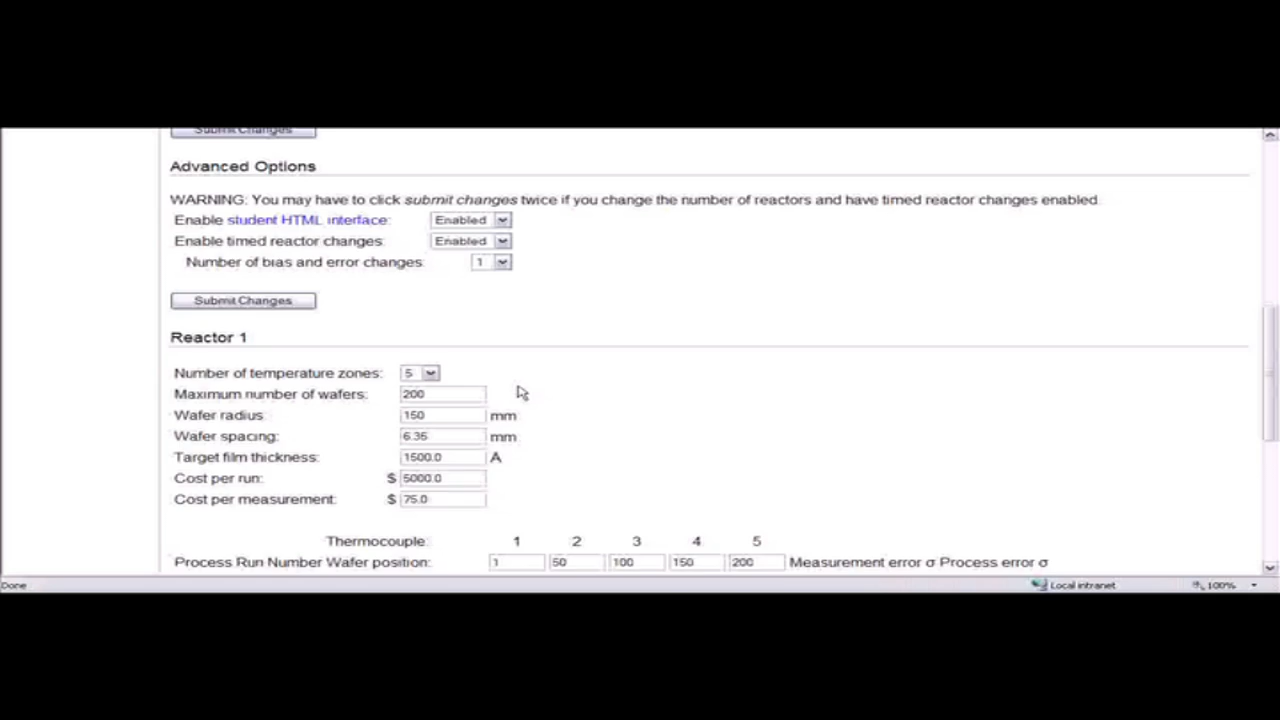 Submit Changes
Advanced Options
WARNING: You may have to click submit changes twice if you change the number of reactors and have timed reactor changes enabled.
Enable student HTML interface: Enabled
Enable timed reactor changes: Enabled
Number of bias and error changes: 1
Submit Changes
Reactor 1
Number of temperature zones: 5
Maximum number of wafers: 200
Wafer radius: 150 mm
Wafer spacing: 6.35 mm
Target film thickness: 1500.0 A
Cost per run: $ 5000.0
Cost per measurement: $ 75.0
Thermocouple: 1 2 3 4 5
Process Run Number Wafer position: 1 50 100 150 200 Measurement error σ Process error σ
Done Local intranet 100%